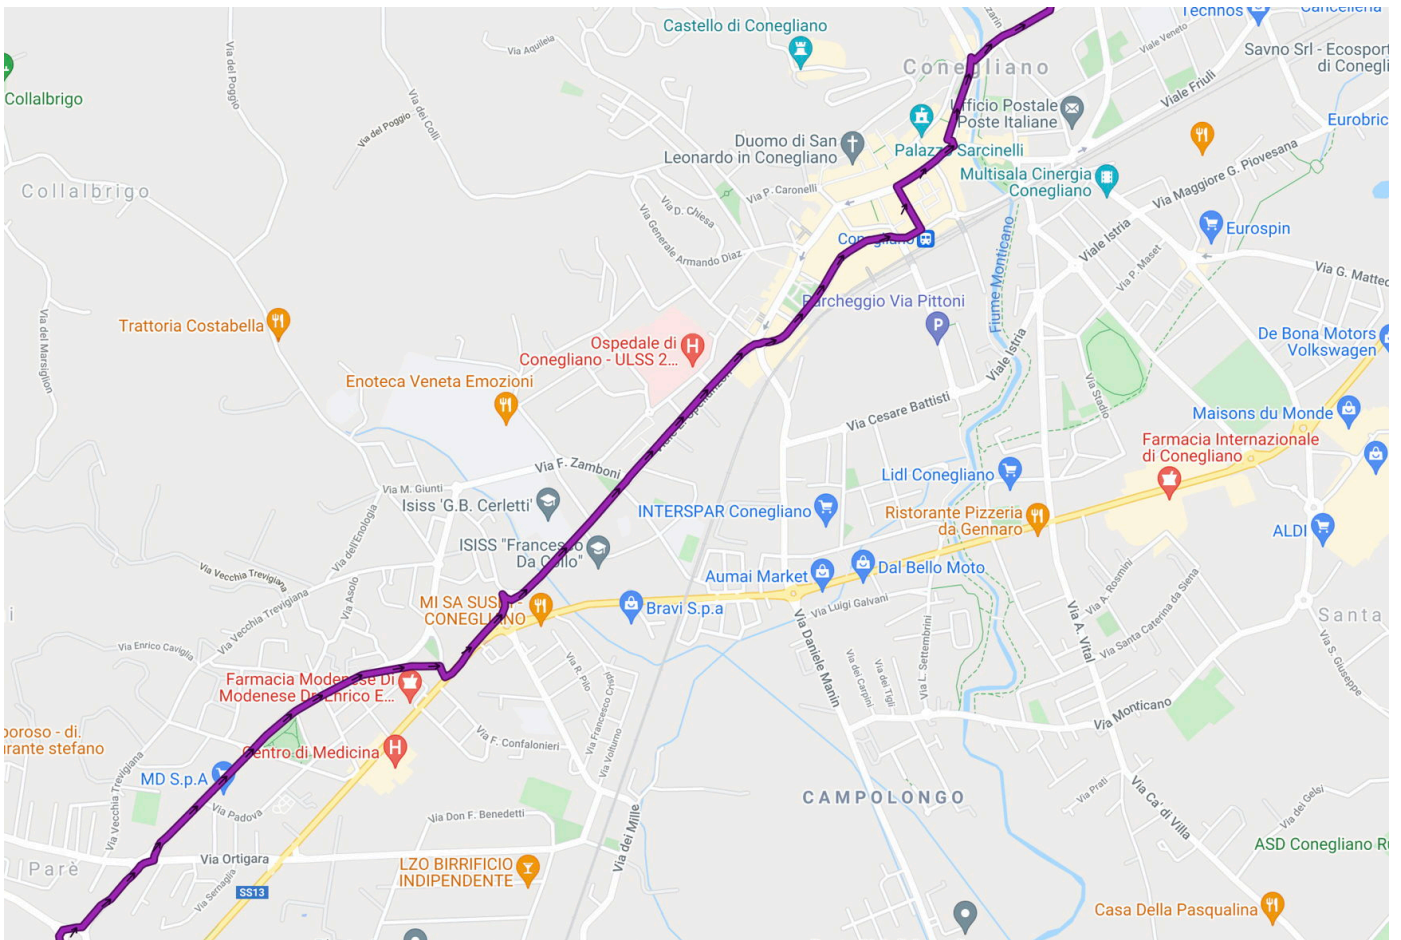 Technos
Cancelleria
Castello di Conegliano
Via Aquileia
Viale Veneto
Savno Srl - Ecosport
di Conegli
Via del Poggio
Conegliano
Collalbrigo
Via dei Colli
Viale Friuli
Ufficio Postale
Poste Italiane
Eurobric
Via del Poggio
Duomo di San
Leonardo in Conegliano
Palazzo Sarcinelli
Multisala Cinergia
Conegliano
Via Maggiore G. Piovesana
Collalbrigo
Via P. Caronelli
Via D. Chiesa
Via Generale Armando Diaz
Conegliano
Fiume Monticano
Viale Istria
Eurospin
Via P. Maset
Via G. Matteo
Parcheggio Via Pittoni
P
Trattoria Costabella
Via del Marsiglion
Ospedale di
Conegliano - ULSS 2...
H
Viale Istria
De Bona Motors
Volkswagen
Enoteca Veneta Emozioni
Via Stadio
Via Cesare Battisti
Maisons du Monde
Farmacia Internazionale
di Conegliano
Via F. Zamboni
Lidl Conegliano
Via M. Giunti
Isiss 'G.B. Cerletti'
INTERSPAR Conegliano
Ristorante Pizzeria
da Gennaro
ALDI
Via dell'Enologia
ISISS "Francesco
Da Collo"
Via Vecchia Trevigiana
Via Asolo
Aumai Market
Dal Bello Moto
Via A. Rosmini
Via Santa Caterina da Siena
Via Vecchia Trevigiana
MI SA SUSHI -
CONEGLIANO
Bravi S.p.a
Via Luigi Galvani
i
Santa
Via Enrico Caviglia
Via Daniele Manin
Via A. Vital
Via S. Giuseppe
Via dei Carpini
Via dei Tigli
Via L. Settembrini
Via R. Pilo
Via Francesco Crispi
Farmacia Modenese Di
Modenese Dr. Enrico E...
Via Monticano
poroso - di.
urante stefano
Via F. Confalonieri
Via Volturno
Centro di Medicina
H
MD S.p.A
Via Vecchia Trevigiana
Via Padova
CAMPOLONGO
Via Prati
Via Ca' di Villa
Via dei Gelsi
Via Don F. Benedetti
Via dei Mille
Parè
Via Ortigara
ASD Conegliano Ru
LZO BIRRIFICIO
INDIPENDENTE
Via Sernaglia
SS13
Casa Della Pasqualina